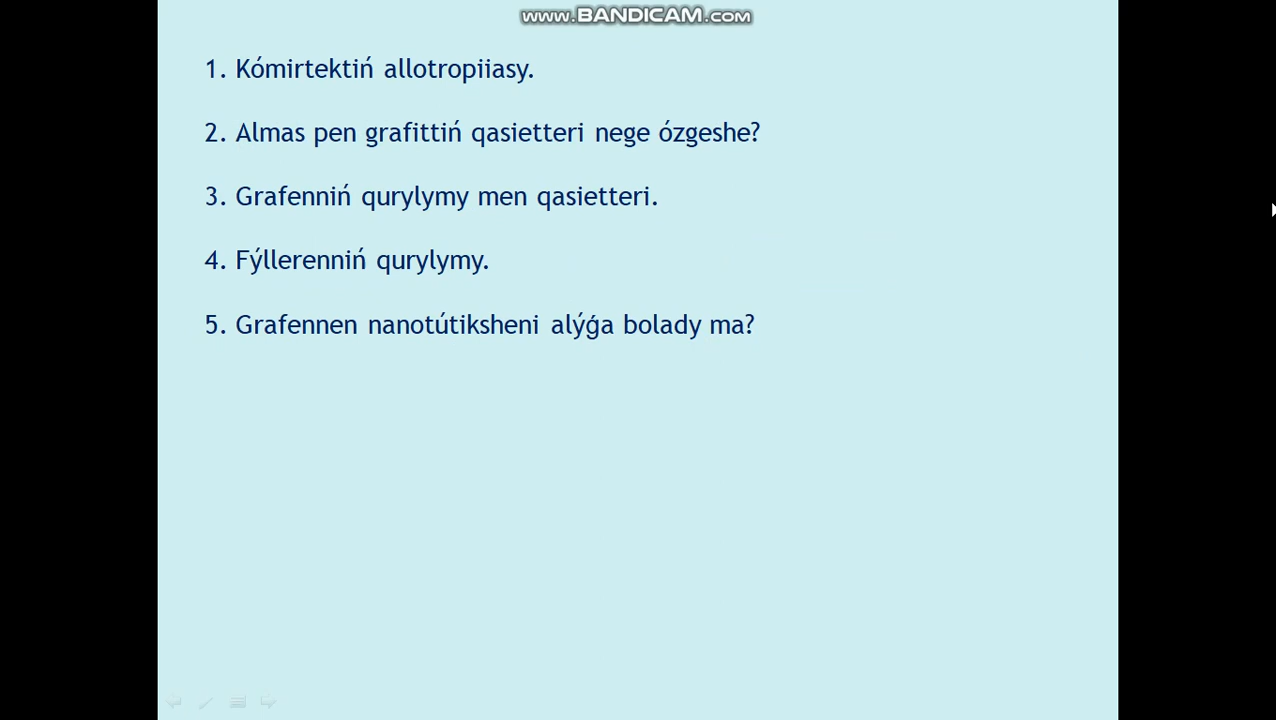 www.BANDICAM.com
1. Kómirtektiń allotropiiasy.
2. Almas pen grafittiń qasietteri nege ózgeshe?
3. Grafenniń qurylymy men qasietteri.
4. Fýllerenniń qurylymy.
5. Grafennen nanotútiksheni alýǵa bolady ma?